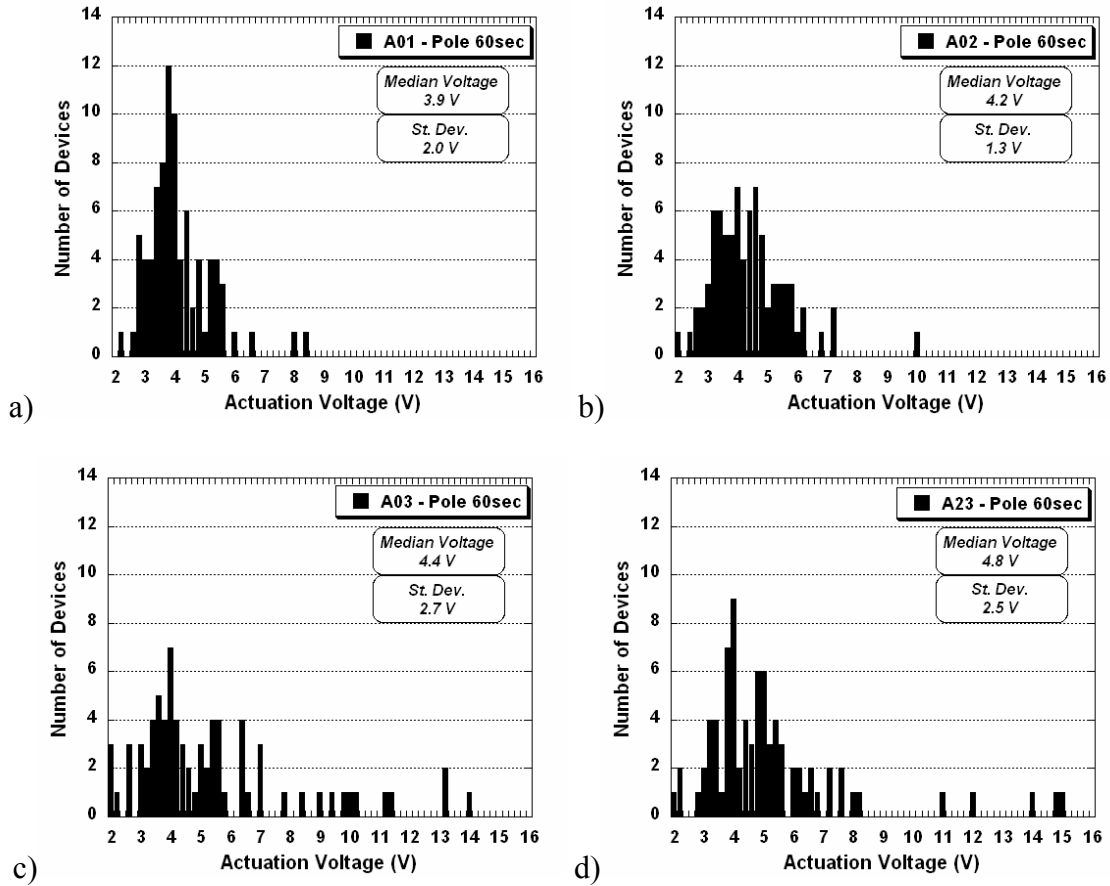 14
12
10
8
6
4
2
0
Number of Devices
A01 - Pole 60sec
Median Voltage
3.9 V
St. Dev.
2.0 V
2 3 4 5 6 7 8 9 10 11 12 13 14 15 16
Actuation Voltage (V)
a)
14
12
10
8
6
4
2
0
Number of Devices
A02 - Pole 60sec
Median Voltage
4.2 V
St. Dev.
1.3 V
2 3 4 5 6 7 8 9 10 11 12 13 14 15 16
Actuation Voltage (V)
b)
14
12
10
8
6
4
2
0
Number of Devices
A03 - Pole 60sec
Median Voltage
4.4 V
St. Dev.
2.7 V
2 3 4 5 6 7 8 9 10 11 12 13 14 15 16
Actuation Voltage (V)
c)
14
12
10
8
6
4
2
0
Number of Devices
A23 - Pole 60sec
Median Voltage
4.8 V
St. Dev.
2.5 V
2 3 4 5 6 7 8 9 10 11 12 13 14 15 16
Actuation Voltage (V)
d)